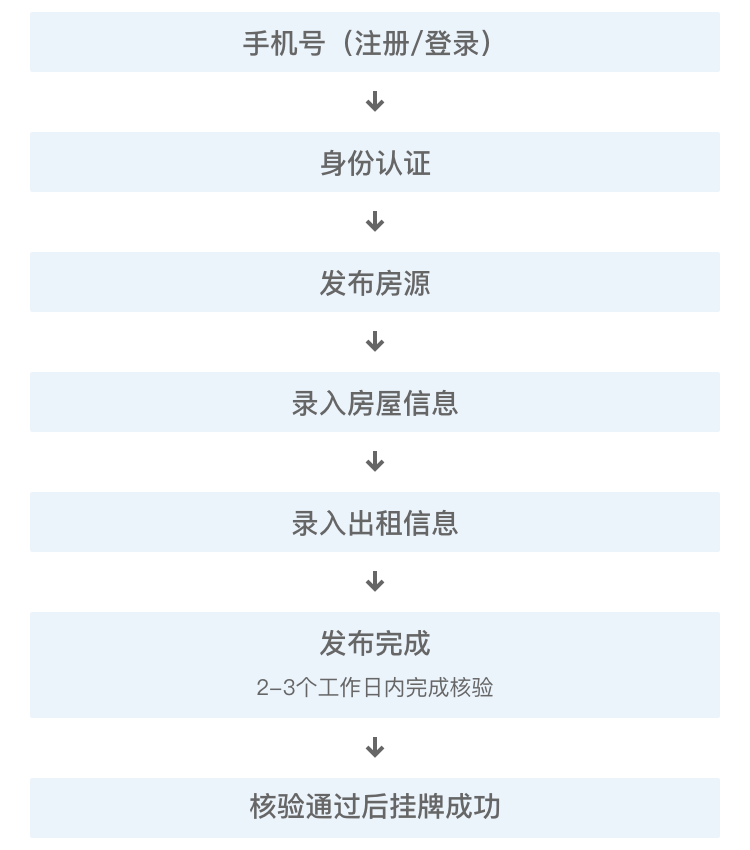 手机号（注册/登录）
身份认证
发布房源
录入房屋信息
录入出租信息
发布完成
2-3个工作日内完成核验
核验通过后挂牌成功